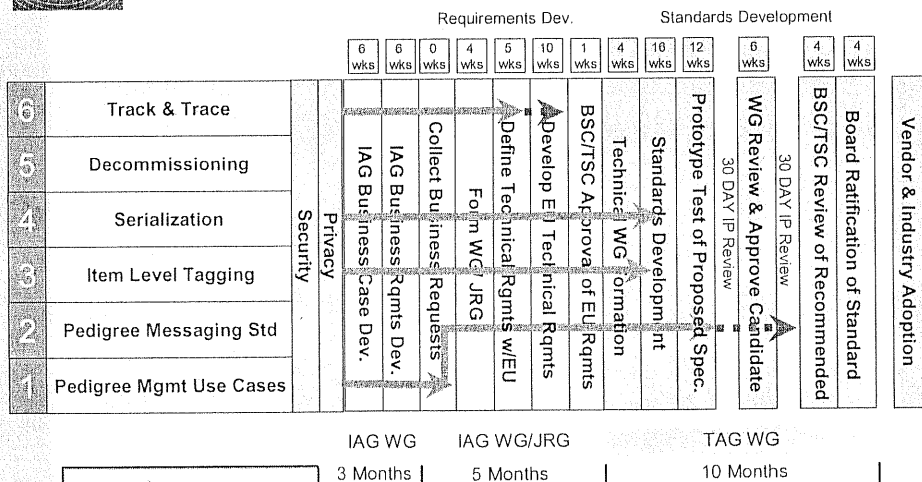 Requirements Dev.
Standards Development
6 wks
6 wks
0 wks
4 wks
5 wks
10 wks
1 wks
4 wks
16 wks
12 wks
6 wks
4 wks
4 wks
6 Track & Trace
5 Decommissioning
4 Serialization
3 Item Level Tagging
2 Pedigree Messaging Std
1 Pedigree Mgmt Use Cases
Security
Privacy
IAG Business Case Dev.
IAG Business Rqmts Dev.
Collect Business Requests
Form WG/ JRG
Define Technical Rqmts w/EU
Develop EU Technical Rqmts
BSC/TSC Approval of EU Rqmts
Technical WG Formation
Standards Development
Prototype Test of Proposed Spec.
30 DAY IP Review
WG Review & Approve Candidate
30 DAY IP Review
BSC/TSC Review of Recommended
Board Ratification of Standard
Vendor & Industry Adoption
IAG WG
IAG WG/JRG
TAG WG
3 Months
5 Months
10 Months